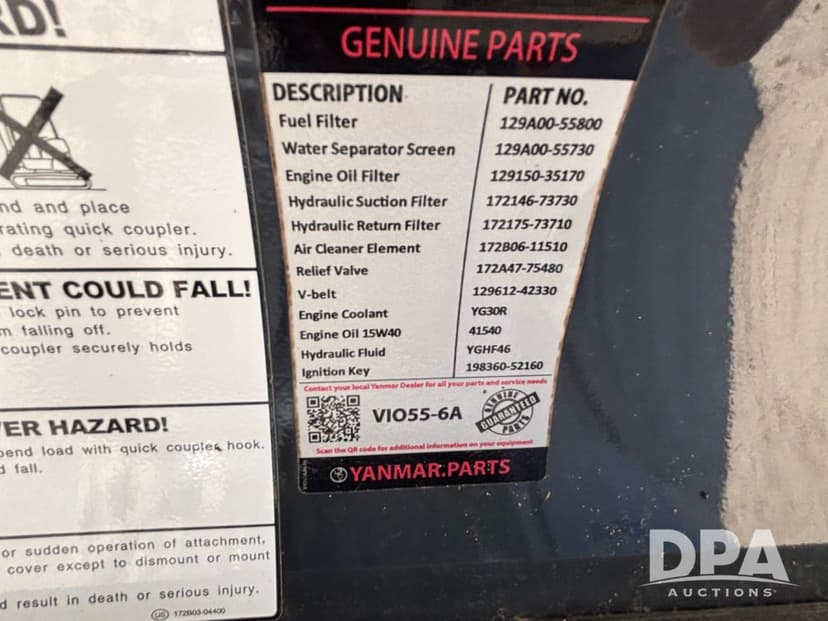 RD!
nd and place
rating quick coupler.
death or serious injury.
ENT COULD FALL!
lock pin to prevent
m falling off.
coupler securely holds
ER HAZARD!
pend load with quick coupler hook.
d fall.
or sudden operation of attachment,
cover except to dismount or mount
d result in death or serious injury.
US 172B03-04400
GENUINE PARTS
DESCRIPTION PART NO.
Fuel Filter 129A00-55800
Water Separator Screen 129A00-55730
Engine Oil Filter 129150-35170
Hydraulic Suction Filter 172146-73730
Hydraulic Return Filter 172175-73710
Air Cleaner Element 172B06-11510
Relief Valve 172A47-75480
V-belt 129612-42330
Engine Coolant YG30R
Engine Oil 15W40 41540
Hydraulic Fluid YGHF46
Ignition Key 198360-52160
Contact your local Yanmar Dealer for all your parts and service needs
VIO55-6A
GENUINE
GUARANTEED
PARTS
Scan the QR code for additional information on your equipment
YANMAR.PARTS
DPA
AUCTIONS